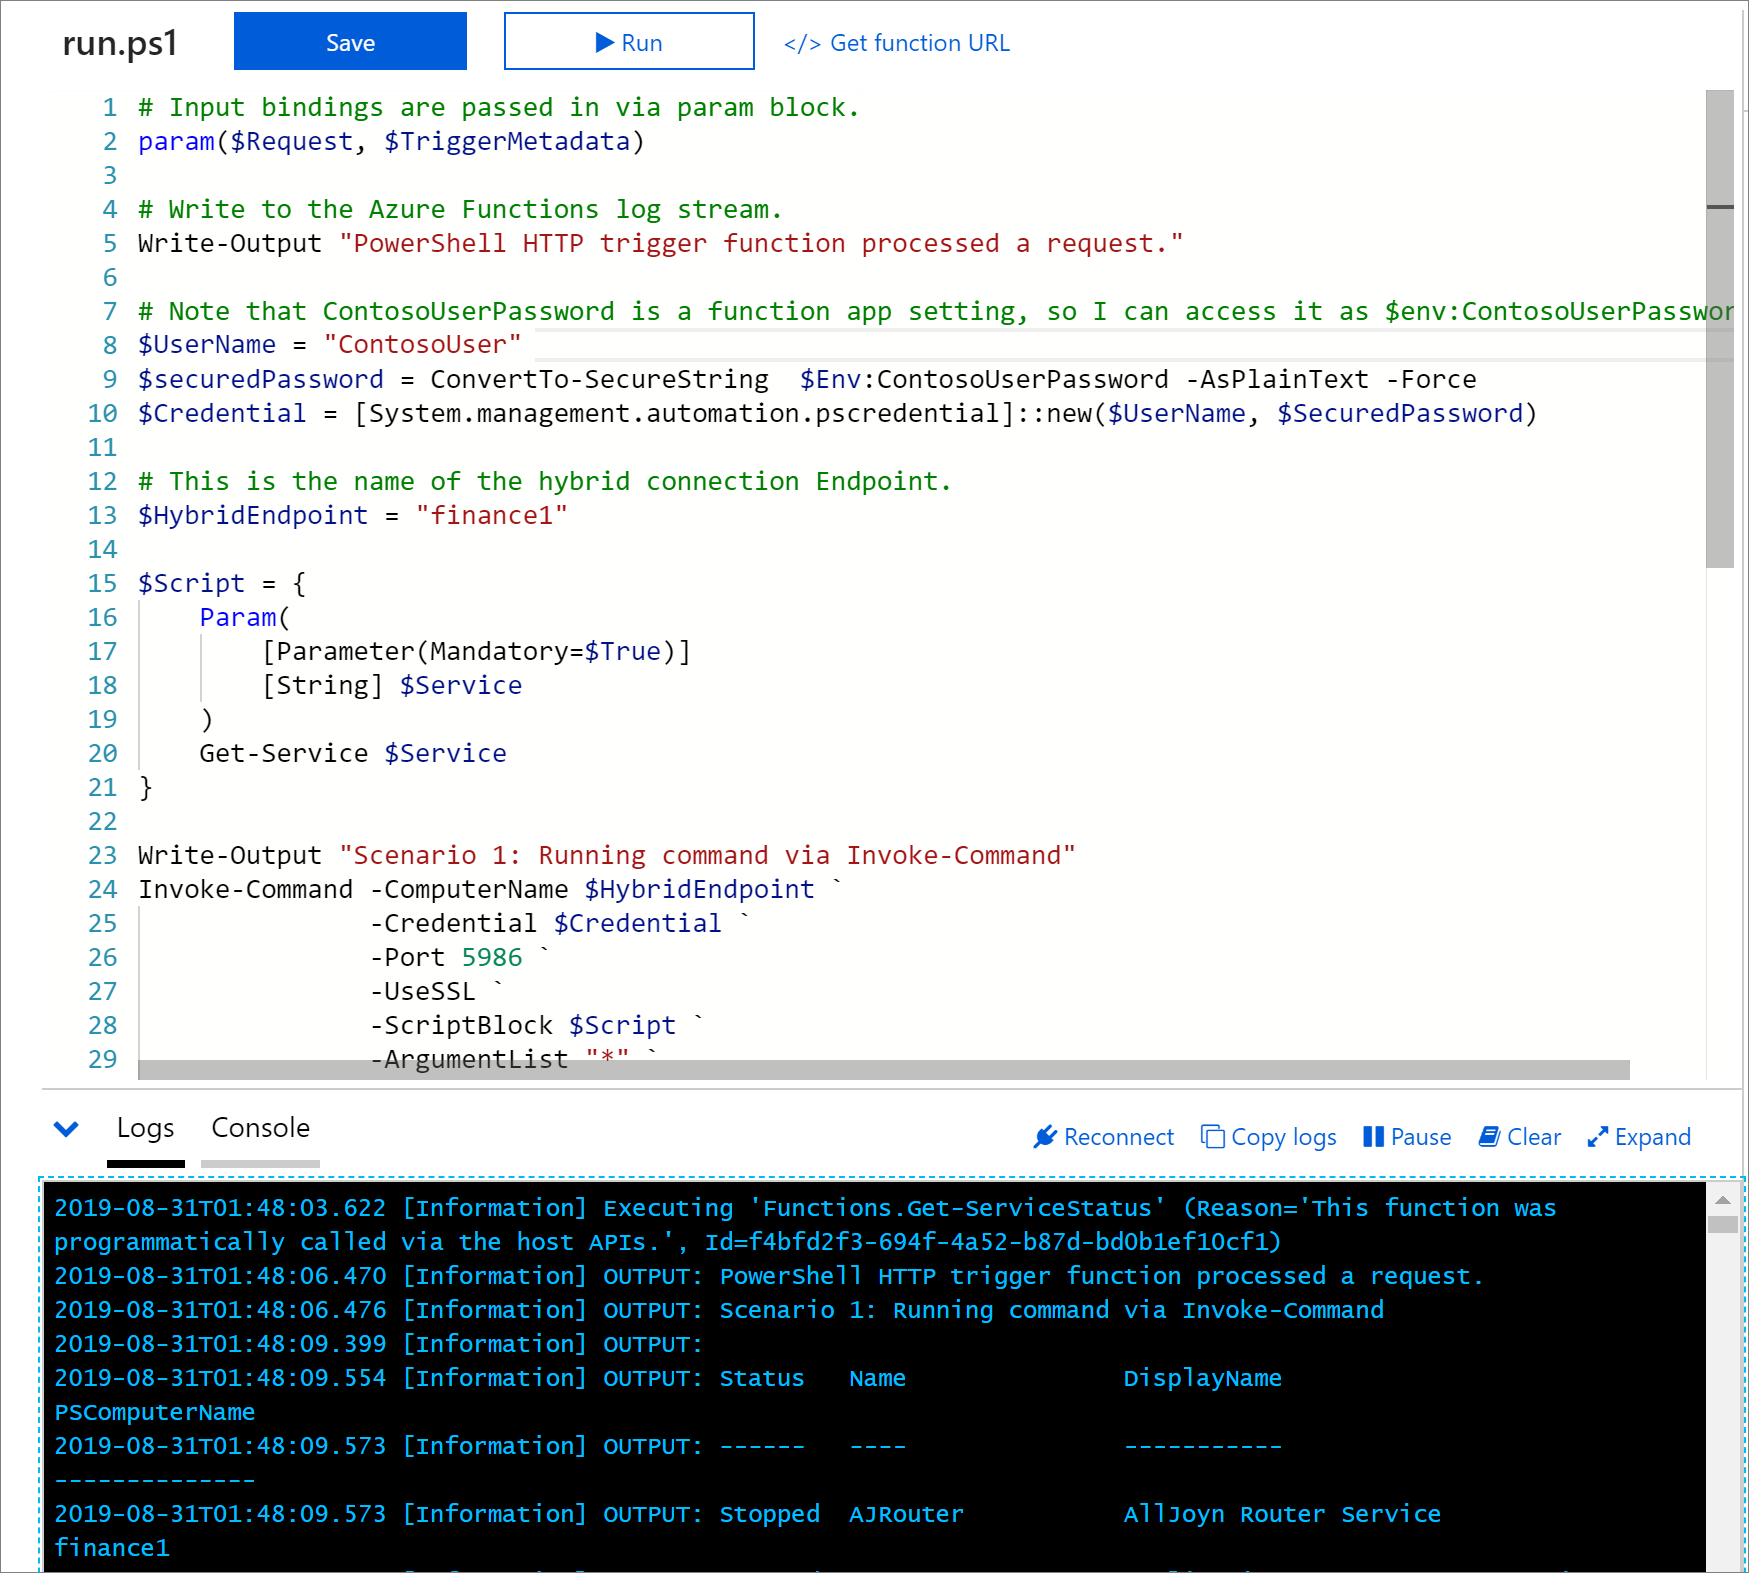 run.ps1 Save Run </> Get function URL
1 # Input bindings are passed in via param block.
2 param($Request, $TriggerMetadata)
3
4 # Write to the Azure Functions log stream.
5 Write-Output "PowerShell HTTP trigger function processed a request."
6
7 # Note that ContosoUserPassword is a function app setting, so I can access it as $env:ContosoUserPasswor
8 $UserName = "ContosoUser"
9 $securedPassword = ConvertTo-SecureString  $Env:ContosoUserPassword -AsPlainText -Force
10 $Credential = [System.management.automation.pscredential]::new($UserName, $SecuredPassword)
11
12 # This is the name of the hybrid connection Endpoint.
13 $HybridEndpoint = "finance1"
14
15 $Script = {
16     Param(
17         [Parameter(Mandatory=$True)]
18         [String] $Service
19     )
20     Get-Service $Service
21 }
22
23 Write-Output "Scenario 1: Running command via Invoke-Command"
24 Invoke-Command -ComputerName $HybridEndpoint `
25                -Credential $Credential `
26                -Port 5986 `
27                -UseSSL `
28                -ScriptBlock $Script `
29                -ArgumentList "*" `
Logs Console Reconnect Copy logs Pause Clear Expand
2019-08-31T01:48:03.622 [Information] Executing 'Functions.Get-ServiceStatus' (Reason='This function was
programmatically called via the host APIs.', Id=f4bfd2f3-694f-4a52-b87d-bd0b1ef10cf1)
2019-08-31T01:48:06.470 [Information] OUTPUT: PowerShell HTTP trigger function processed a request.
2019-08-31T01:48:06.476 [Information] OUTPUT: Scenario 1: Running command via Invoke-Command
2019-08-31T01:48:09.399 [Information] OUTPUT:
2019-08-31T01:48:09.554 [Information] OUTPUT: Status   Name               DisplayName
PSComputerName
2019-08-31T01:48:09.573 [Information] OUTPUT: ------   ----               -----------
--------------
2019-08-31T01:48:09.573 [Information] OUTPUT: Stopped  AJRouter           AllJoyn Router Service
finance1